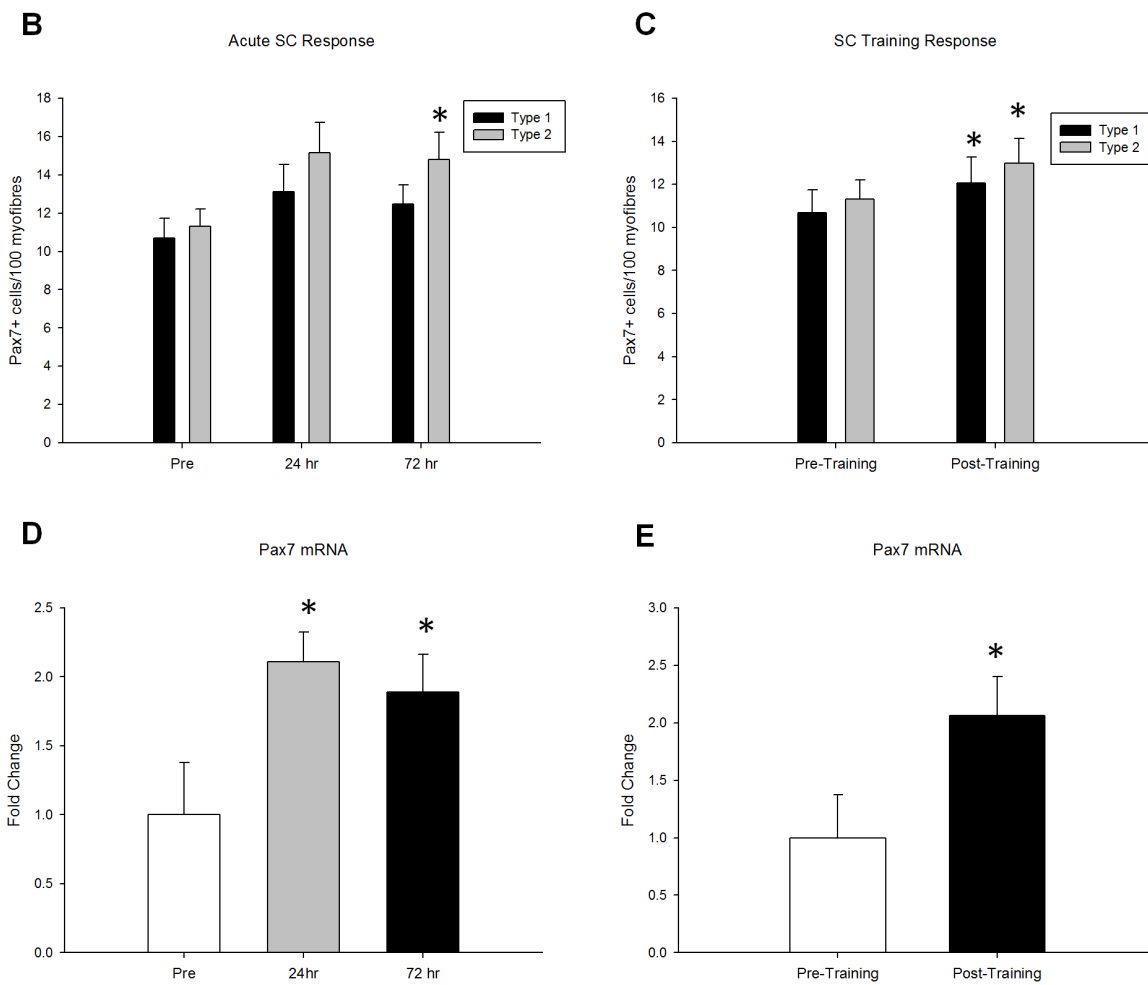 B
Acute SC Response
Pax7+ cells/100 myofibres
18
16
14
12
10
8
6
4
2
0
Pre
24 hr
72 hr
*
Type 1
Type 2
C
SC Training Response
Pax7+ cells/100 myofibres
16
14
12
10
8
6
4
2
0
Pre-Training
Post-Training
*
*
Type 1
Type 2
D
Pax7 mRNA
Fold Change
2.5
2.0
1.5
1.0
0.5
0.0
Pre
24hr
72 hr
*
*
E
Pax7 mRNA
Fold Change
3.0
2.5
2.0
1.5
1.0
0.5
0.0
Pre-Training
Post-Training
*